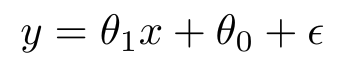 y = θ₁x + θ₀ + ϵ